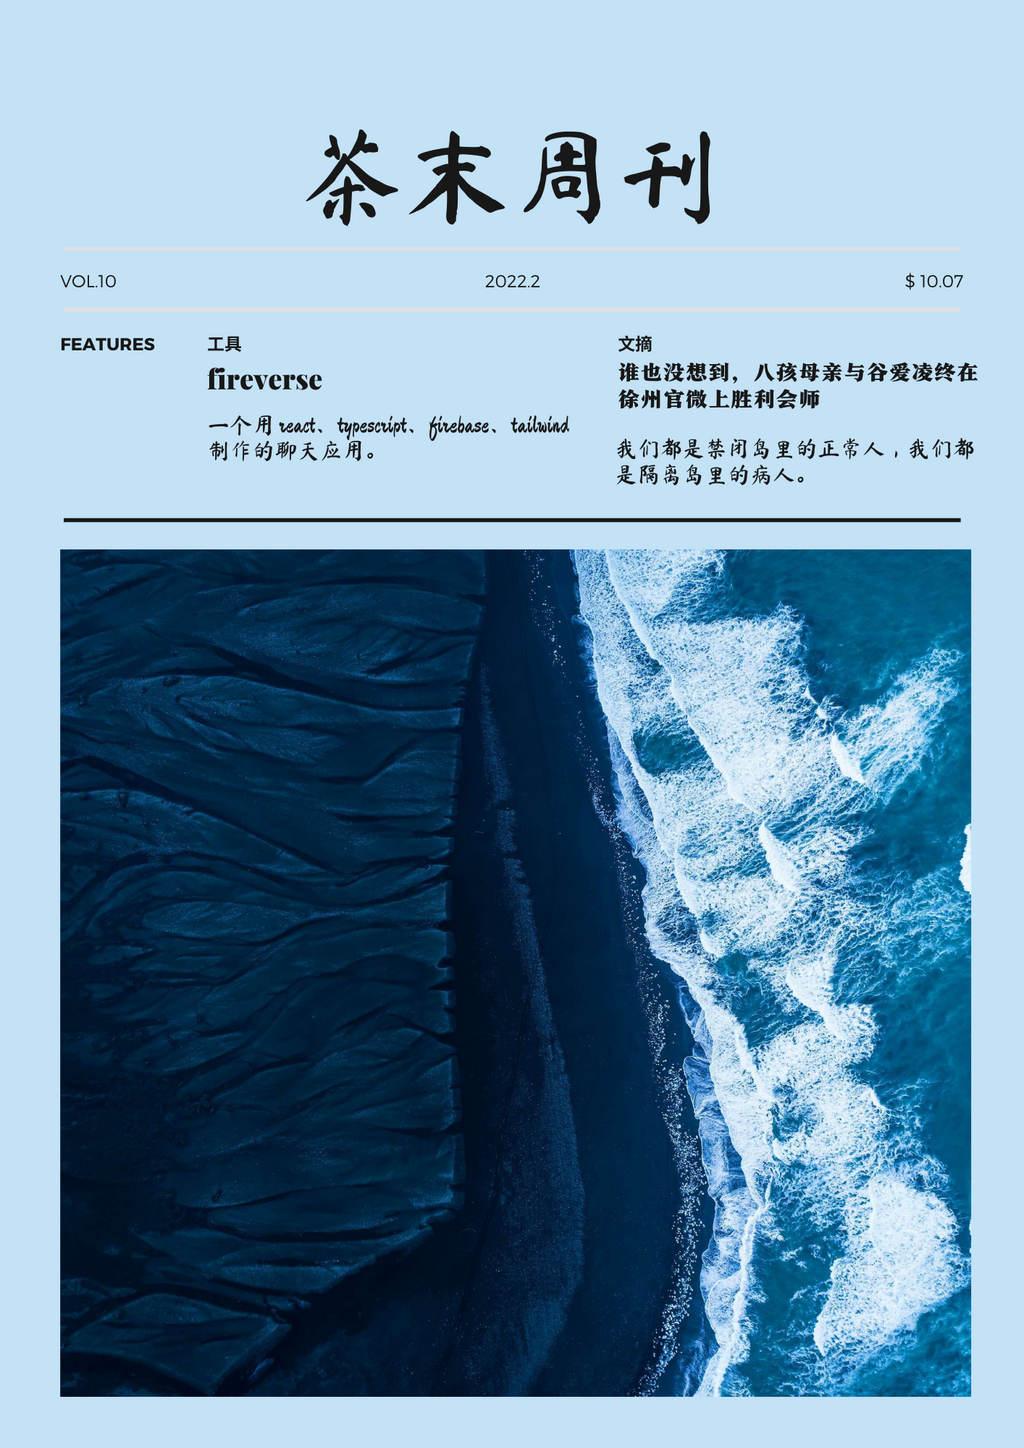 茶末周刊
VOL.10
2022.2
$ 10.07
FEATURES
工具
fireverse
一个用 react、typescript、firebase、tailwind
制作的聊天应用。
文摘
谁也没想到，八孩母亲与谷爱凌终在
徐州官微上胜利会师
我们都是禁闭岛里的正常人，我们都
是隔离岛里的病人。